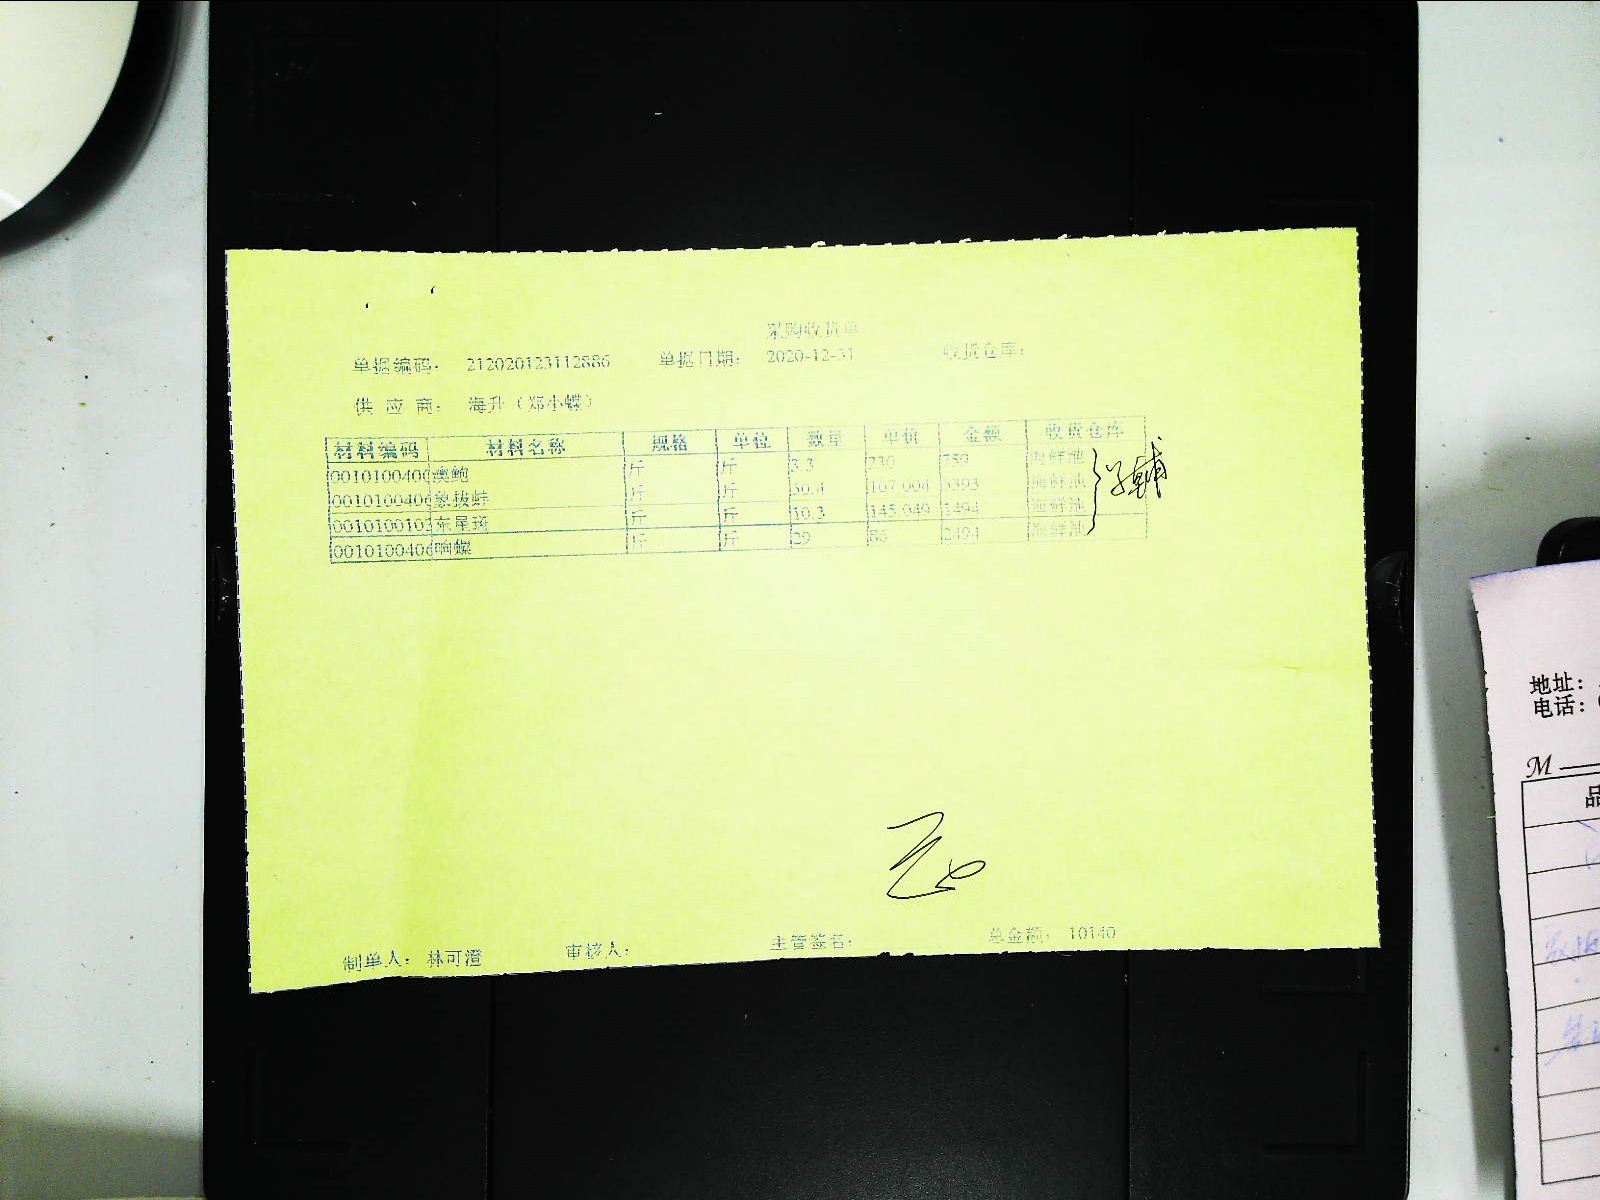 采购收货单
单据编码： 212020123112886 单据日期： 2020-12-31 收货仓库：
供 应 商： 海升（郑小蝶）
材料编码 材料名称 规格 单位 数量 单价 金额 收货仓库
0010100400 澳鲍 斤 斤 3.3 230 759 海鲜池
0010100406 象拔蚌 斤 斤 50.4 107.004 5393 海鲜池
0010100103 东星斑 斤 斤 10.3 145.049 1494 海鲜池
0010100406 响螺 斤 斤 29 86 2494 海鲜池
制单人： 林可澄 审核人： 主管签名： 总金额： 10140
地址：
电话：
M
品